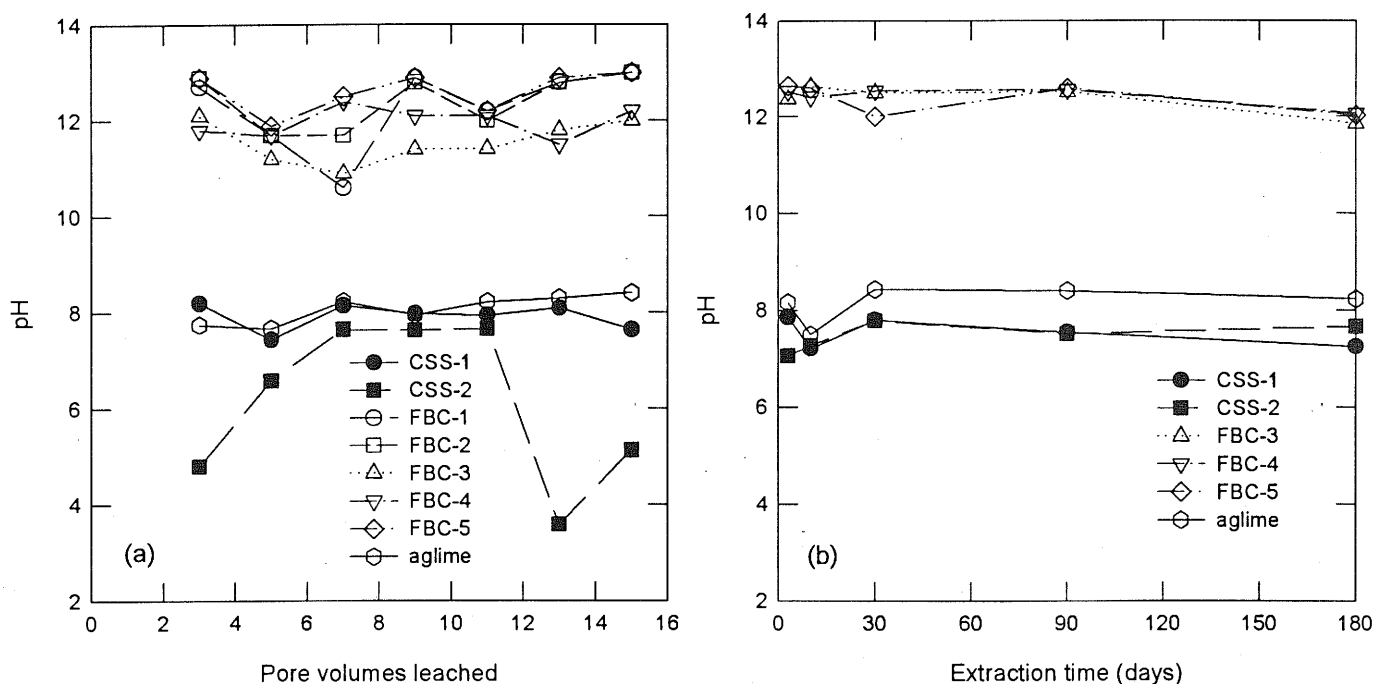 14
12
10
8
6
4
2
pH
0
2
4
6
8
10
12
14
16
Pore volumes leached
CSS-1
CSS-2
FBC-1
FBC-2
FBC-3
FBC-4
FBC-5
aglime
(a)
14
12
10
8
6
4
2
pH
0
30
60
90
120
150
180
Extraction time (days)
CSS-1
CSS-2
FBC-3
FBC-4
FBC-5
aglime
(b)